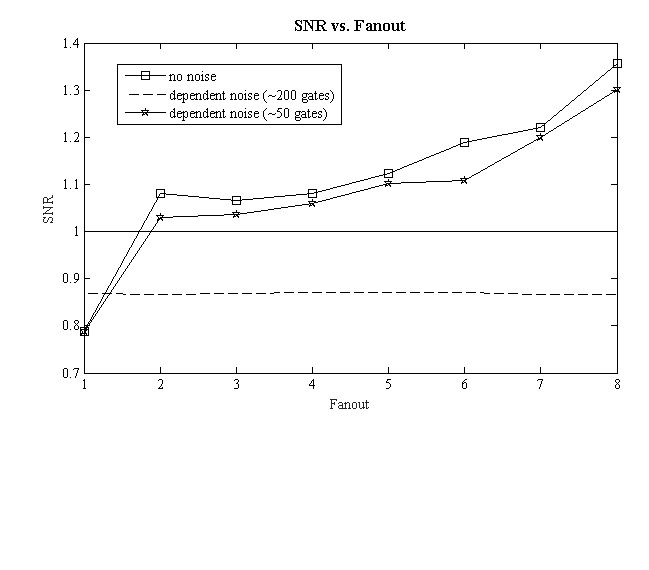 SNR vs. Fanout
1.4
1.3
1.2
1.1
1
0.9
0.8
0.7
SNR
no noise
dependent noise (~200 gates)
dependent noise (~50 gates)
1 2 3 4 5 6 7 8
Fanout